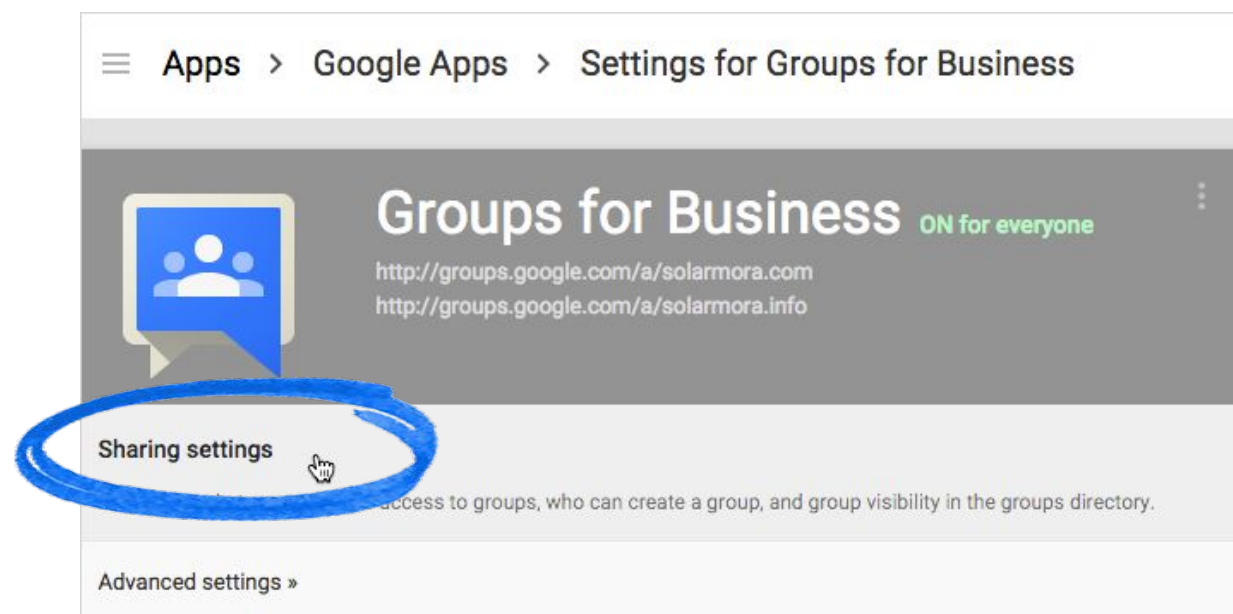 Apps > Google Apps > Settings for Groups for Business
Groups for Business ON for everyone
http://groups.google.com/a/solarmora.com
http://groups.google.com/a/solarmora.info
Sharing settings
access to groups, who can create a group, and group visibility in the groups directory.
Advanced settings »